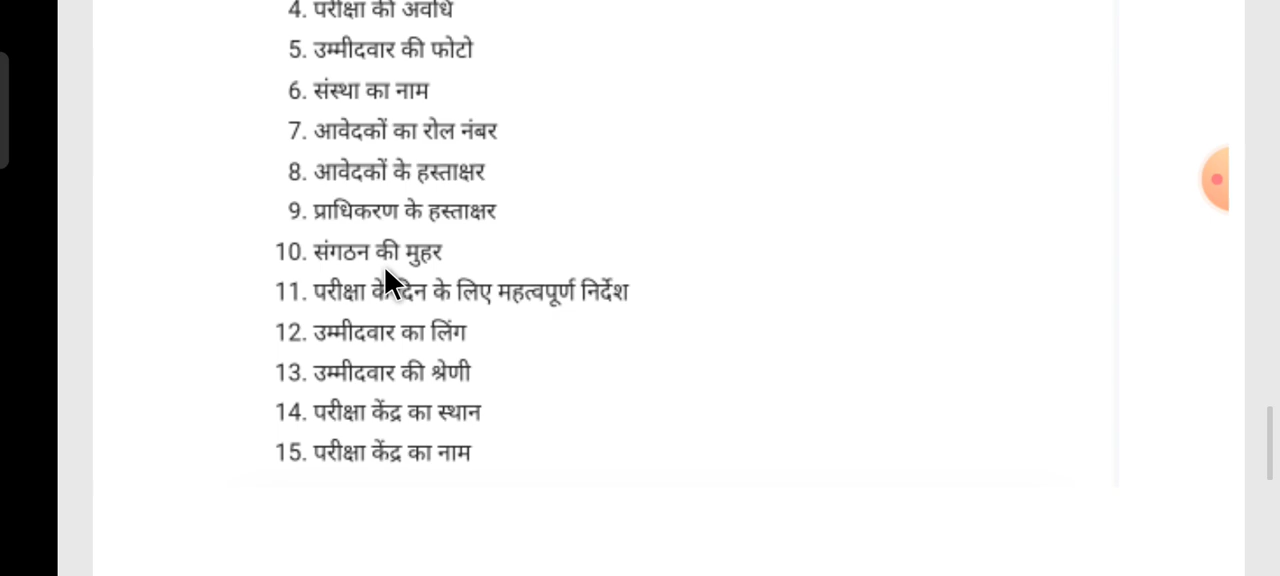 4. परीक्षा की अवधि
5. उम्मीदवार की फोटो
6. संस्था का नाम
7. आवेदकों का रोल नंबर
8. आवेदकों के हस्ताक्षर
9. प्राधिकरण के हस्ताक्षर
10. संगठन की मुहर
11. परीक्षा के दिन के लिए महत्वपूर्ण निर्देश
12. उम्मीदवार का लिंग
13. उम्मीदवार की श्रेणी
14. परीक्षा केंद्र का स्थान
15. परीक्षा केंद्र का नाम